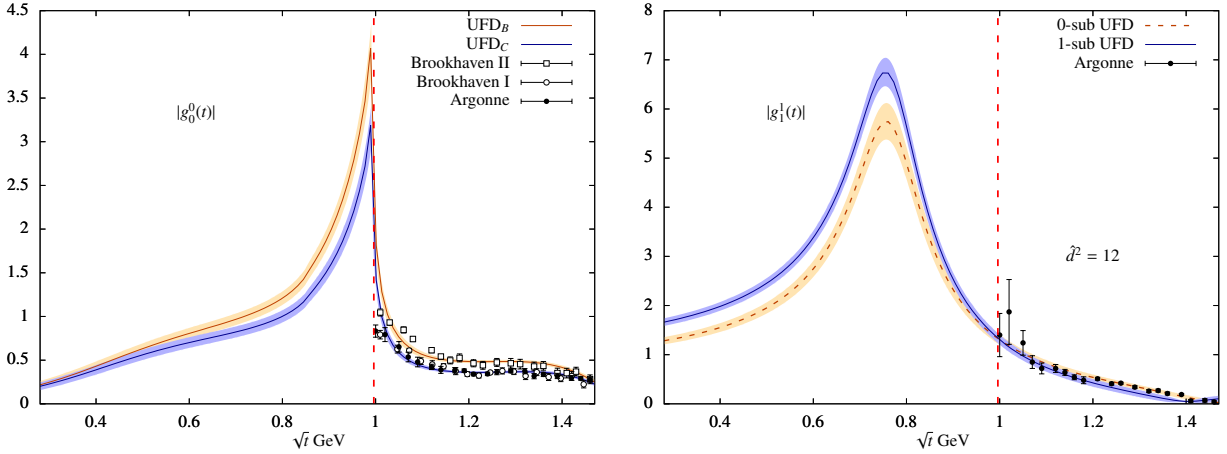 4.5
4
3.5
3
2.5
2
1.5
1
0.5
0
0.4
0.6
0.8
1
1.2
1.4
√t GeV
|g⁰₀(t)|
UFD_B
UFD_C
Brookhaven II
Brookhaven I
Argonne
8
7
6
5
4
3
2
1
0
0.4
0.6
0.8
1
1.2
1.4
√t GeV
|g¹₁(t)|
0-sub UFD
1-sub UFD
Argonne
d̂² = 12